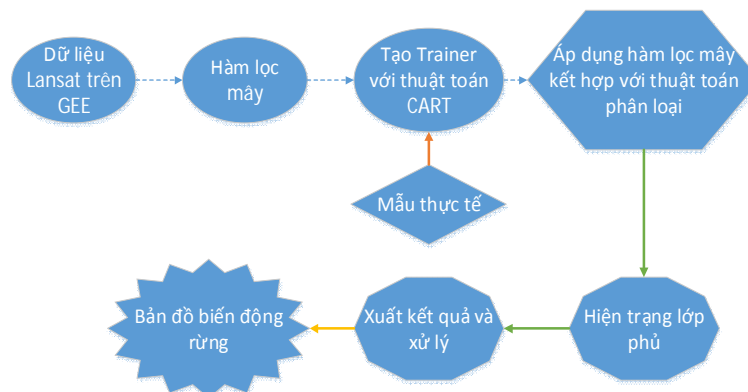 Dữ liệu
Lansat trên
GEE
Hàm lọc
mây
Tạo Trainer
với thuật toán
CART
Áp dụng hàm lọc mây
kết hợp với thuật toán
phân loại
Mẫu thực tế
Bản đồ biến động
rừng
Xuất kết quả và
xử lý
Hiện trạng lớp
phủ